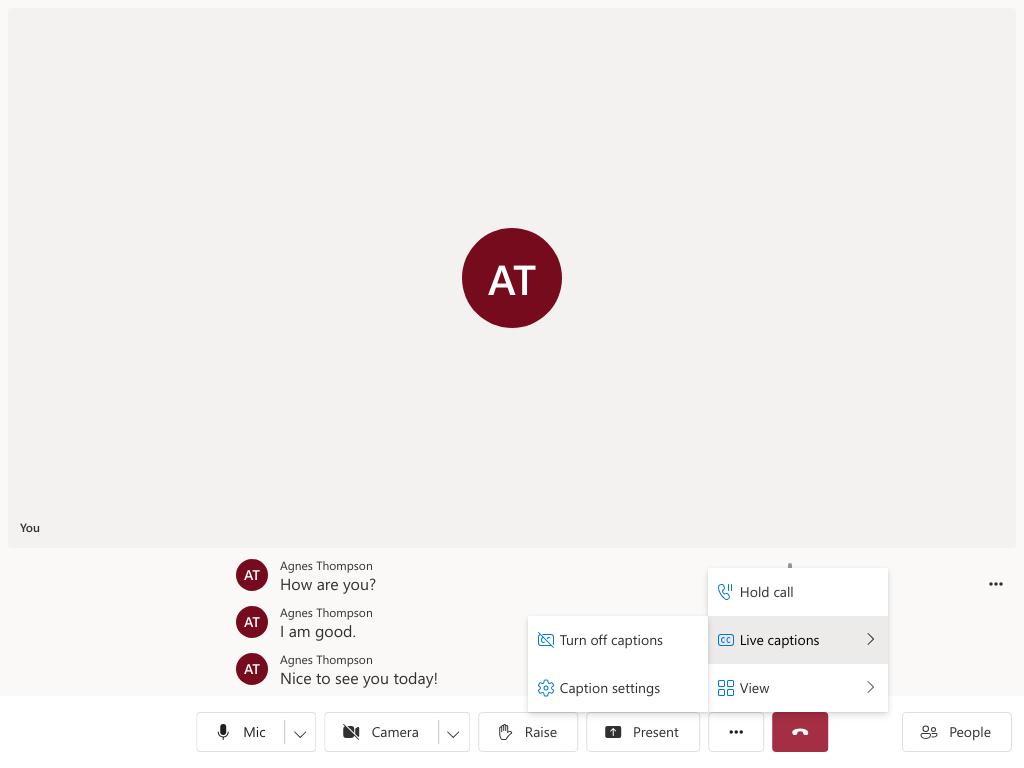 AT
You
AT
Agnes Thompson
How are you?
AT
Agnes Thompson
I am good.
AT
Agnes Thompson
Nice to see you today!
Hold call
Turn off captions
CC Live captions
Caption settings
View
Mic
Camera
Raise
Present
People